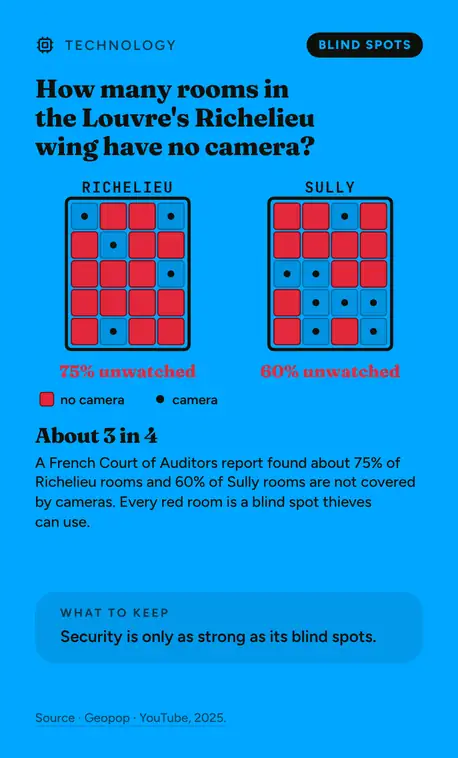 TECHNOLOGY
BLIND SPOTS
How many rooms in
the Louvre's Richelieu
wing have no camera?
RICHELIEU
SULLY
75% unwatched
60% unwatched
no camera
camera
About 3 in 4
A French Court of Auditors report found about 75% of
Richelieu rooms and 60% of Sully rooms are not covered
by cameras. Every red room is a blind spot thieves
can use.
WHAT TO KEEP
Security is only as strong as its blind spots.
Source · Geopop · YouTube, 2025.